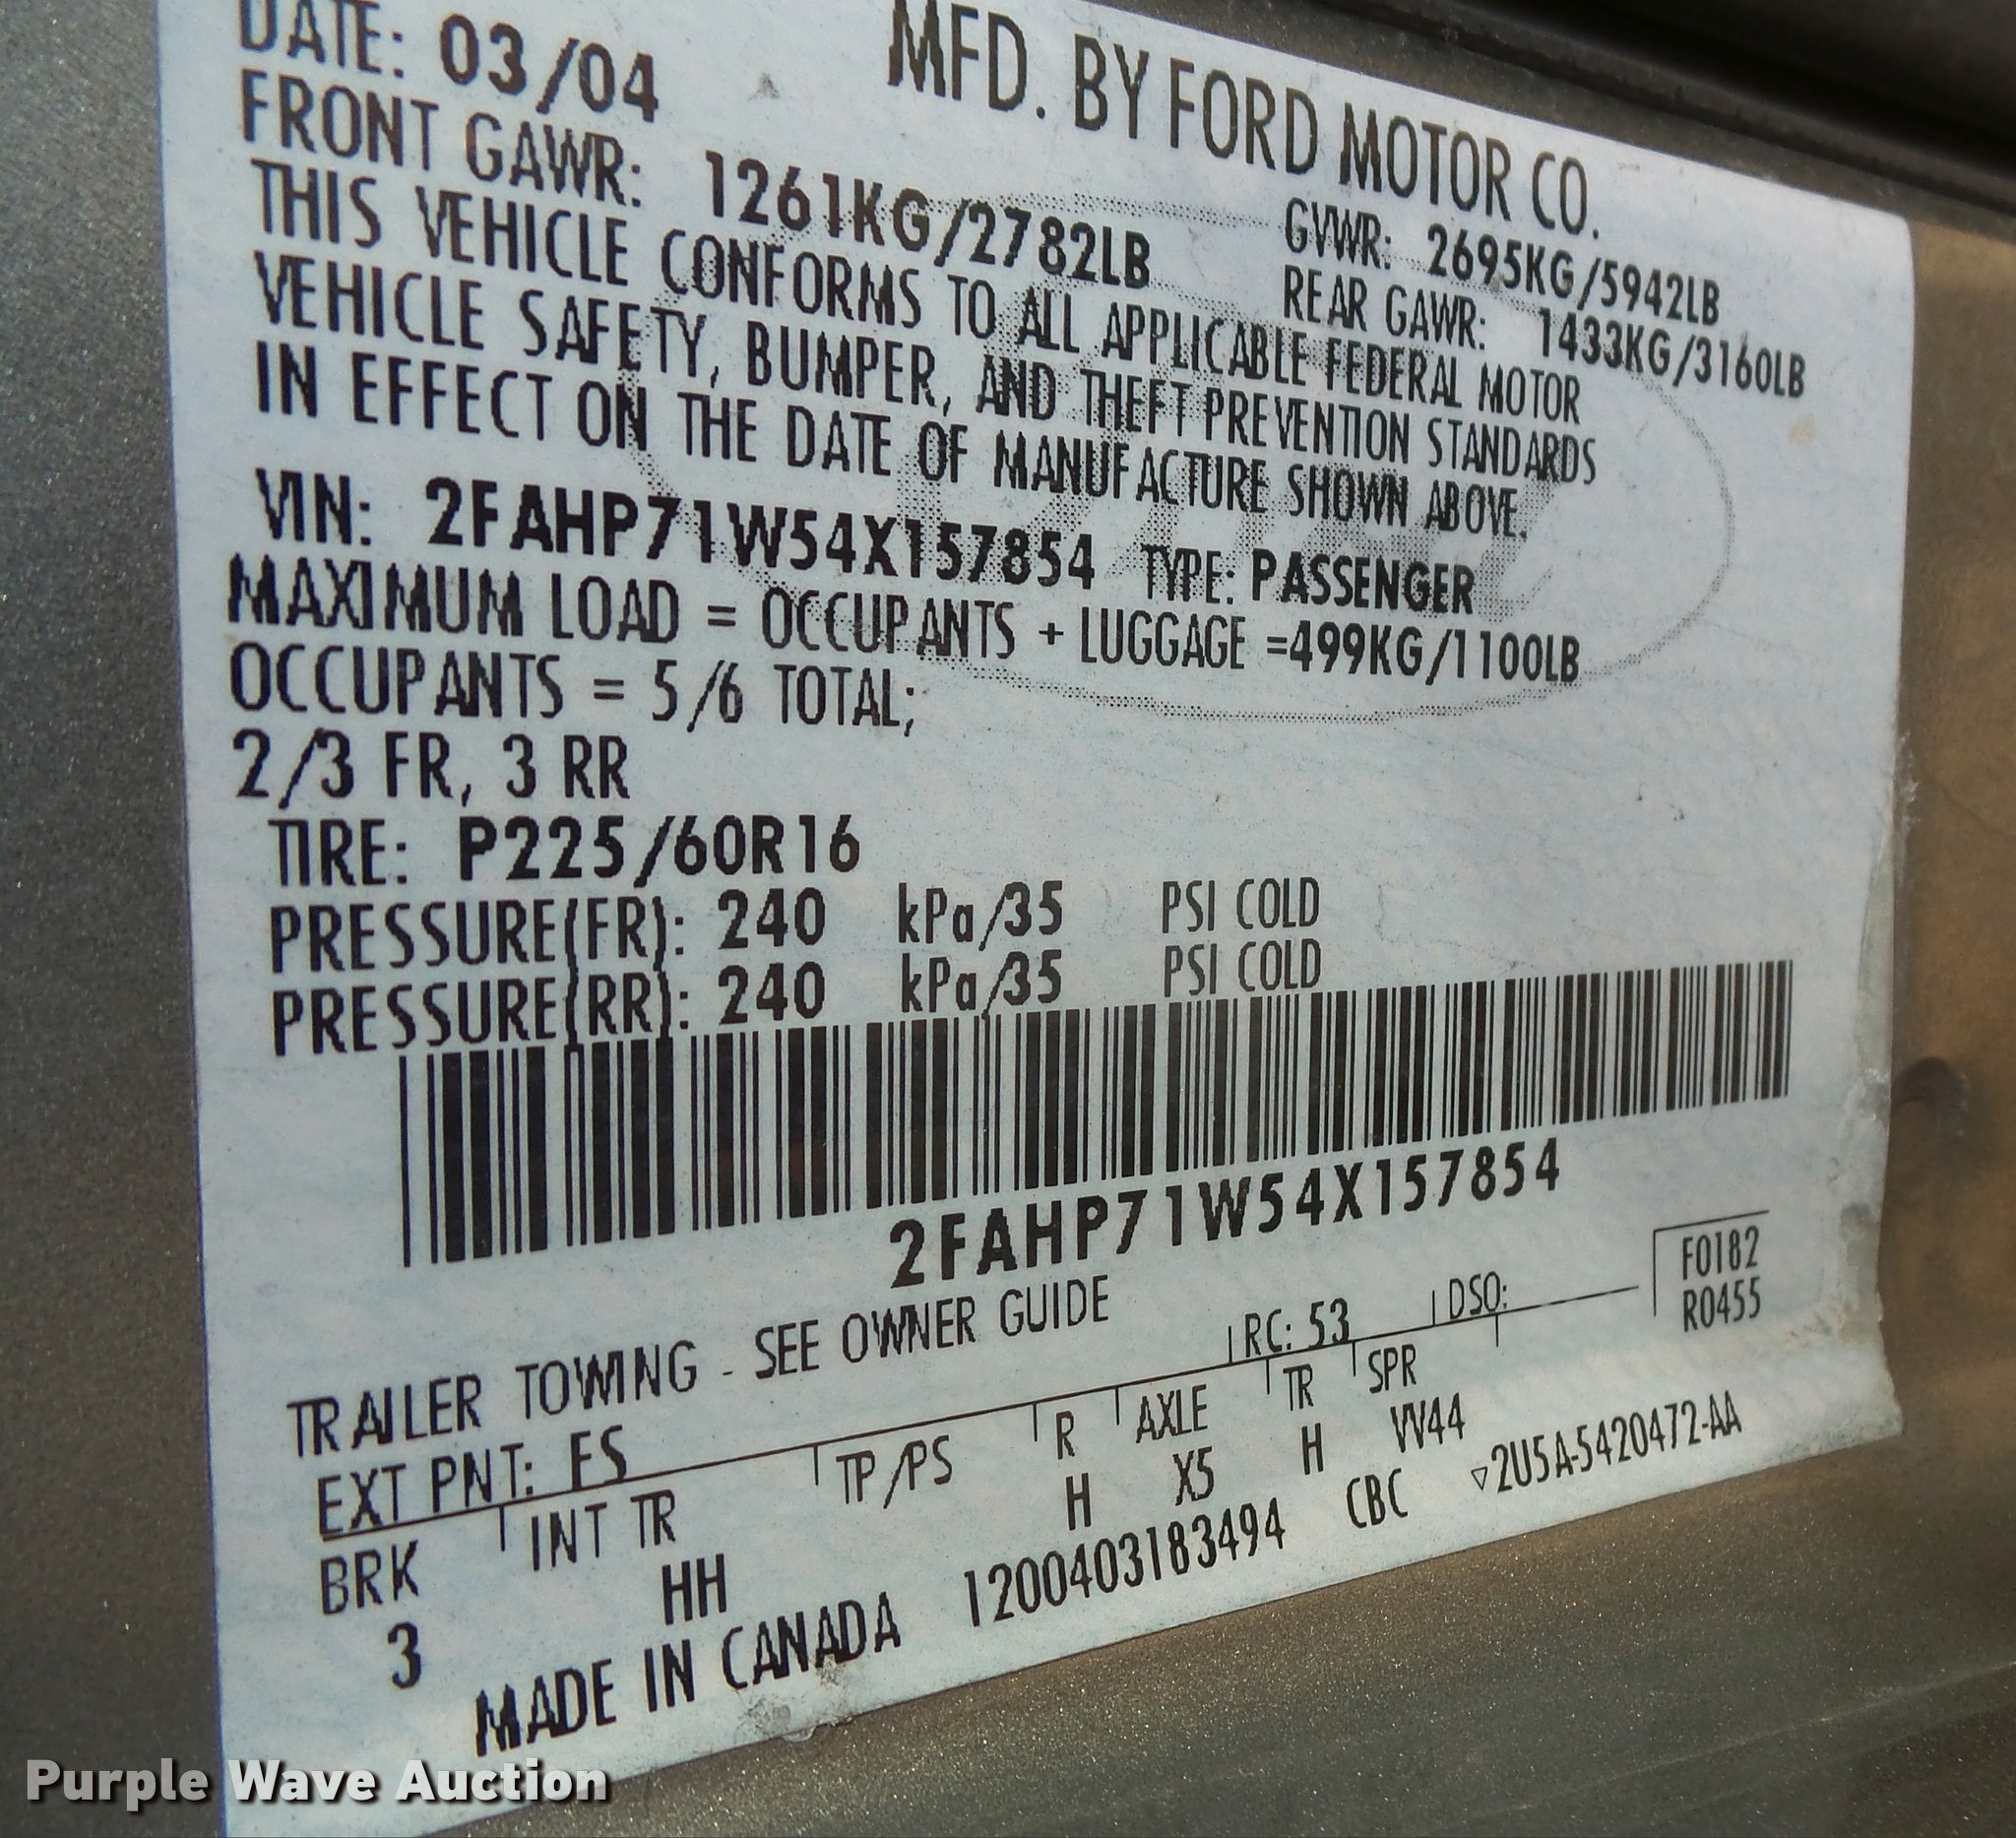 DATE: 03/04
MFD. BY FORD MOTOR CO.
FRONT GAWR: 1261KG/2782LB
GVWR: 2695KG/5942LB
REAR GAWR: 1433KG/3160LB
THIS VEHICLE CONFORMS TO ALL APPLICABLE FEDERAL MOTOR
VEHICLE SAFETY, BUMPER, AND THEFT PREVENTION STANDARDS
IN EFFECT ON THE DATE OF MANUFACTURE SHOWN ABOVE.
VIN: 2FAHP71W54X157854 TYPE: PASSENGER
MAXIMUM LOAD = OCCUPANTS + LUGGAGE =499KG/1100LB
OCCUPANTS = 5/6 TOTAL;
2/3 FR, 3 RR
TIRE: P225/60R16
PRESSURE(FR): 240 kPa/35 PSI COLD
PRESSURE(RR): 240 kPa/35 PSI COLD
2FAHP71W54X157854
F0182
R0455
TRAILER TOWING - SEE OWNER GUIDE
EXT PNT: FS RC: 53 DSO:
BRK INT TR TP/PS R AXLE TR SPR
3 HH H X5 H VV44
MADE IN CANADA 1200403183494 CBC ▽2U5A-5420472-AA
Purple Wave Auction